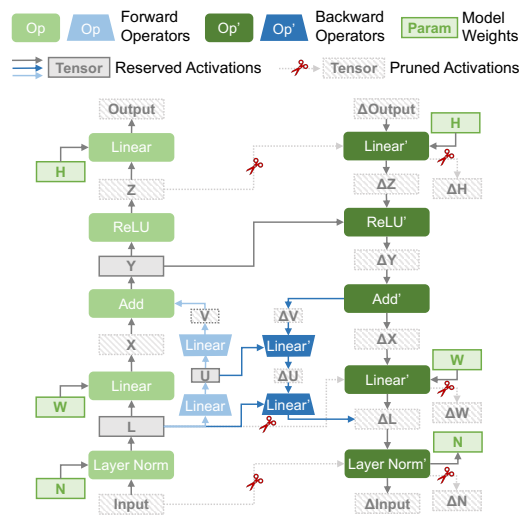 Op Op Forward Operators
Op' Op' Backward Operators
Param Model Weights
Tensor Reserved Activations
Tensor Pruned Activations
Output
ΔOutput
H
Linear
Linear'
H
Z
ΔZ
ΔH
ReLU
ReLU'
Y
ΔY
Add
V
ΔV
Add'
X
Linear
Linear'
ΔX
W
Linear
U
ΔU
Linear'
W
Linear
Linear'
ΔW
L
ΔL
N
Layer Norm
Layer Norm'
N
Input
ΔInput
ΔN